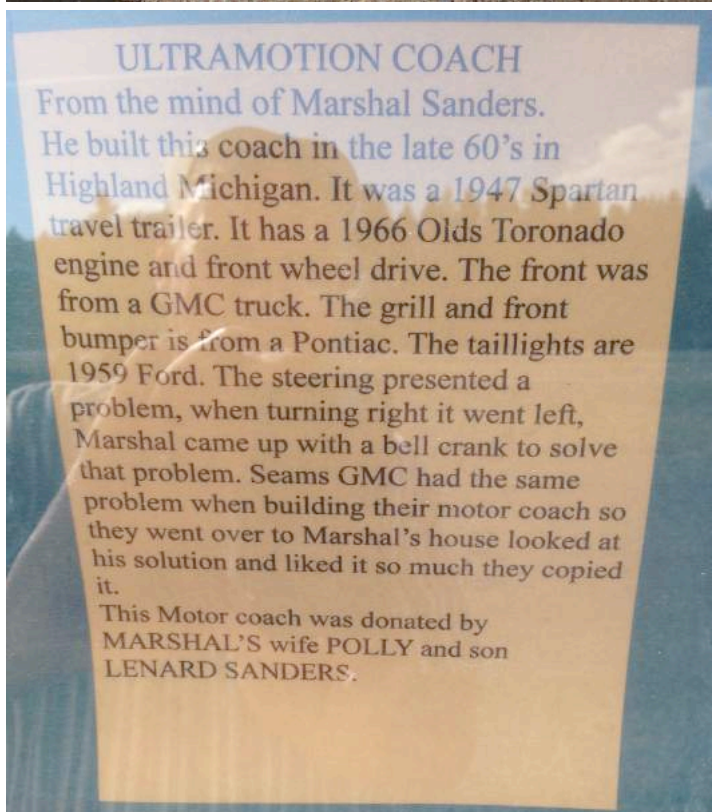 ULTRAMOTION COACH
From the mind of Marshal Sanders.
He built this coach in the late 60's in
Highland Michigan. It was a 1947 Spartan
travel trailer. It has a 1966 Olds Toronado
engine and front wheel drive. The front was
from a GMC truck. The grill and front
bumper is from a Pontiac. The taillights are
1959 Ford. The steering presented a
problem, when turning right it went left,
Marshal came up with a bell crank to solve
that problem. Seams GMC had the same
problem when building their motor coach so
they went over to Marshal's house looked at
his solution and liked it so much they copied
it.
This Motor coach was donated by
MARSHAL'S wife POLLY and son
LENARD SANDERS.